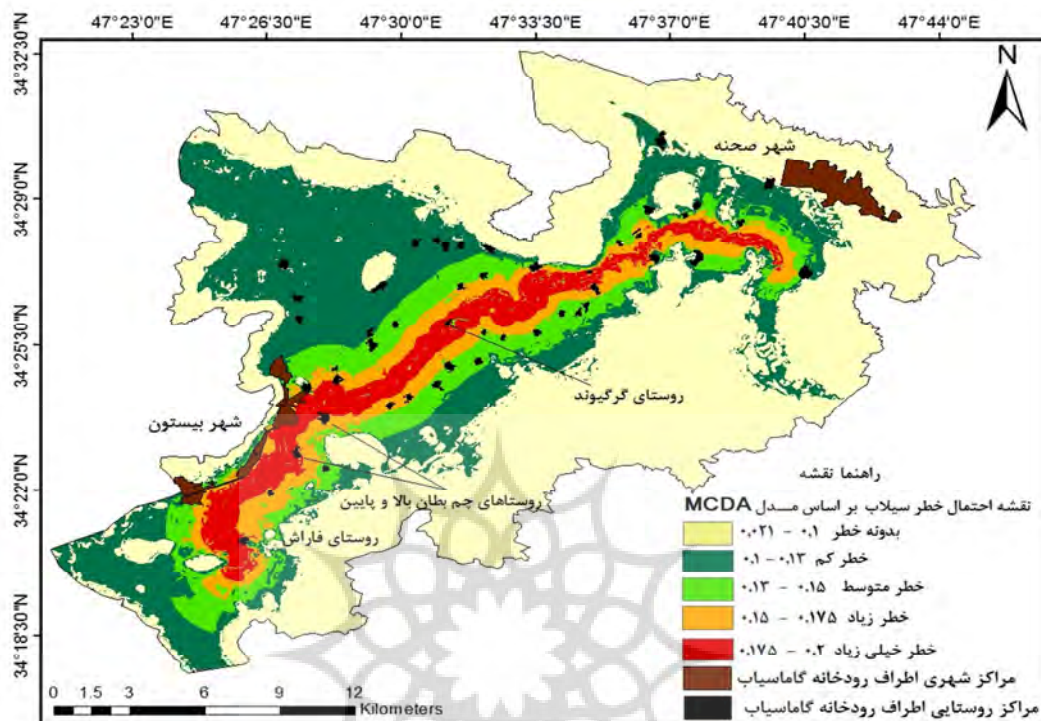 47°23'0"E 47°26'30"E 47°30'0"E 47°33'30"E 47°37'0"E 47°40'30"E 47°44'0"E
34°32'30"N
34°29'0"N
34°25'30"N
34°22'0"N
34°18'30"N
N
شهر صحنه
روستای گرگیوند
شهر بیستون
روستاهای چم بطان بالا و پایین
روستای فاراش
راهنما نقشه
نقشه احتمال خطر سیلاب بر اساس مـــدل MCDA
بدونه خطر ۰.۱ - ۰.۰۲۱
خطر کم ۰.۱۳ - ۰.۱
خطر متوسط ۰.۱۵ - ۰.۱۳
خطر زیاد ۰.۱۷۵ - ۰.۱۵
خطر خیلی زیاد ۰.۲ - ۰.۱۷۵
مراکز شهری اطراف رودخانه گاماسیاب
مراکز روستایی اطراف رودخانه گاماسیاب
0 1.5 3 6 9 12
Kilometers